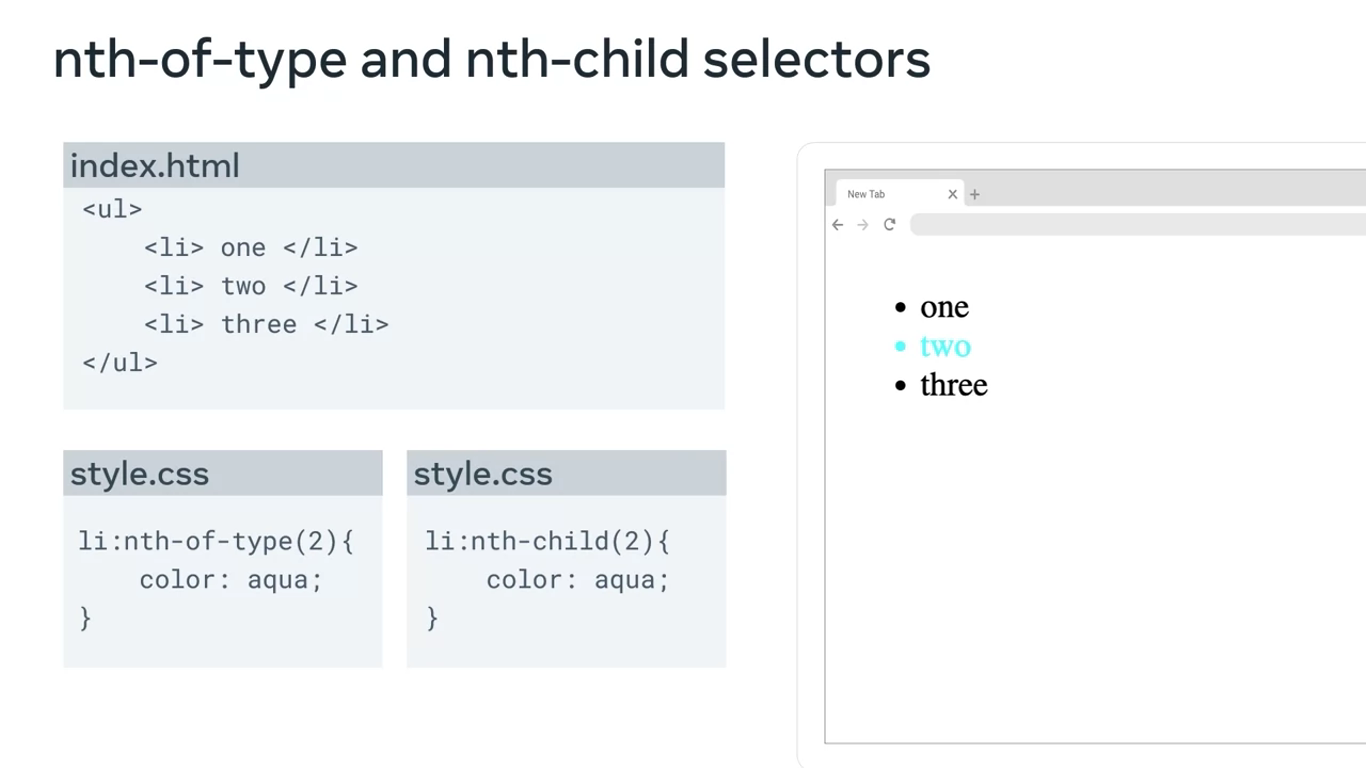 nth-of-type and nth-child selectors
index.html
<ul>
    <li> one </li>
    <li> two </li>
    <li> three </li>
</ul>
style.css
li:nth-of-type(2){
    color: aqua;
}
style.css
li:nth-child(2){
    color: aqua;
}
New Tab
• one
• two
• three